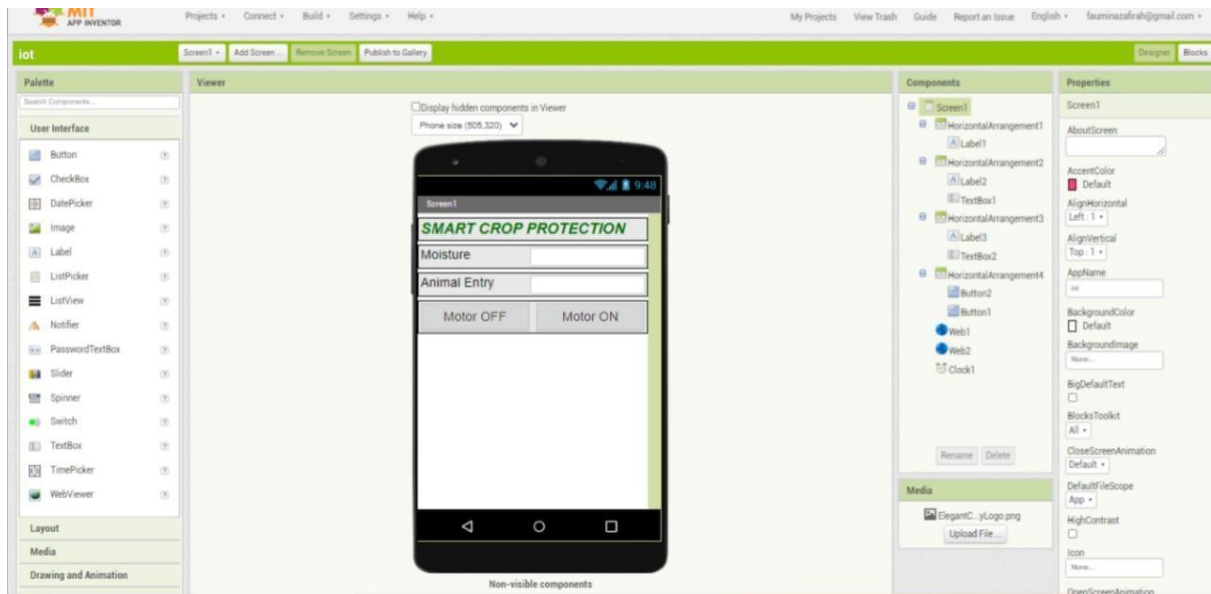 MIT
APP INVENTOR
Projects Connect Build Settings Help
My Projects View Trash Guide Report an Issue English fauminazafirah@gmail.com
iot
Screen1 Add Screen ... Remove Screen Publish to Gallery
Designer Blocks
Palette
Search Components...
User Interface
Button
CheckBox
DatePicker
Image
Label
ListPicker
ListView
Notifier
PasswordTextBox
Slider
Spinner
Switch
TextBox
TimePicker
WebViewer
Layout
Media
Drawing and Animation
Viewer
Display hidden components in Viewer
Phone size (505,320)
9:48
Screen1
SMART CROP PROTECTION
Moisture
Animal Entry
Motor OFF Motor ON
Non-visible components
Components
Screen1
HorizontalArrangement1
Label1
HorizontalArrangement2
Label2
TextBox1
HorizontalArrangement3
Label3
TextBox2
HorizontalArrangement4
Button2
Button1
Web1
Web2
Clock1
Rename Delete
Media
ElegantC...yLogo.png
Upload File ...
Properties
Screen1
AboutScreen
AccentColor
Default
AlignHorizontal
Left : 1
AlignVertical
Top : 1
AppName
iot
BackgroundColor
Default
BackgroundImage
None...
BigDefaultText
BlocksToolkit
All
CloseScreenAnimation
Default
DefaultFileScope
App
HighContrast
Icon
None...
OpenScreenAnimation